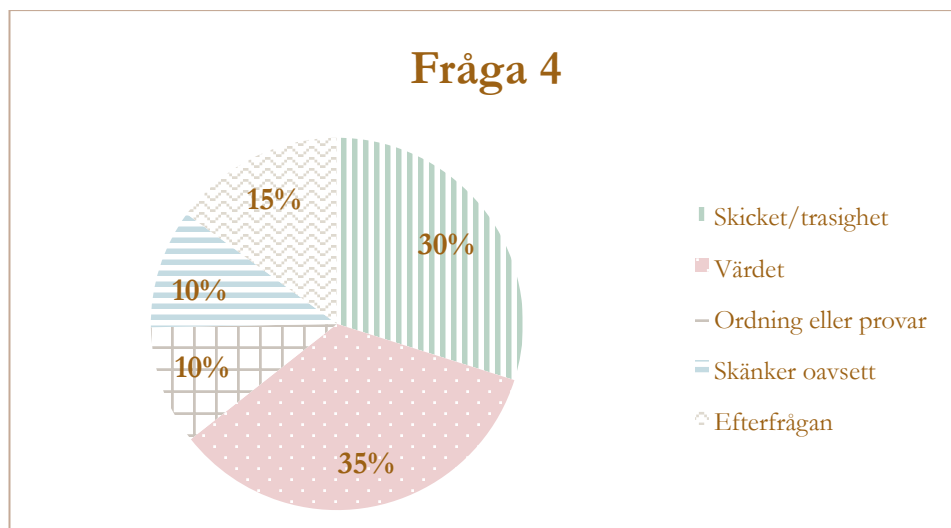 Fråga 4
15%
30%
10%
10%
35%
Skicket/trasighet
Värdet
Ordning eller provar
Skänker oavsett
Efterfrågan